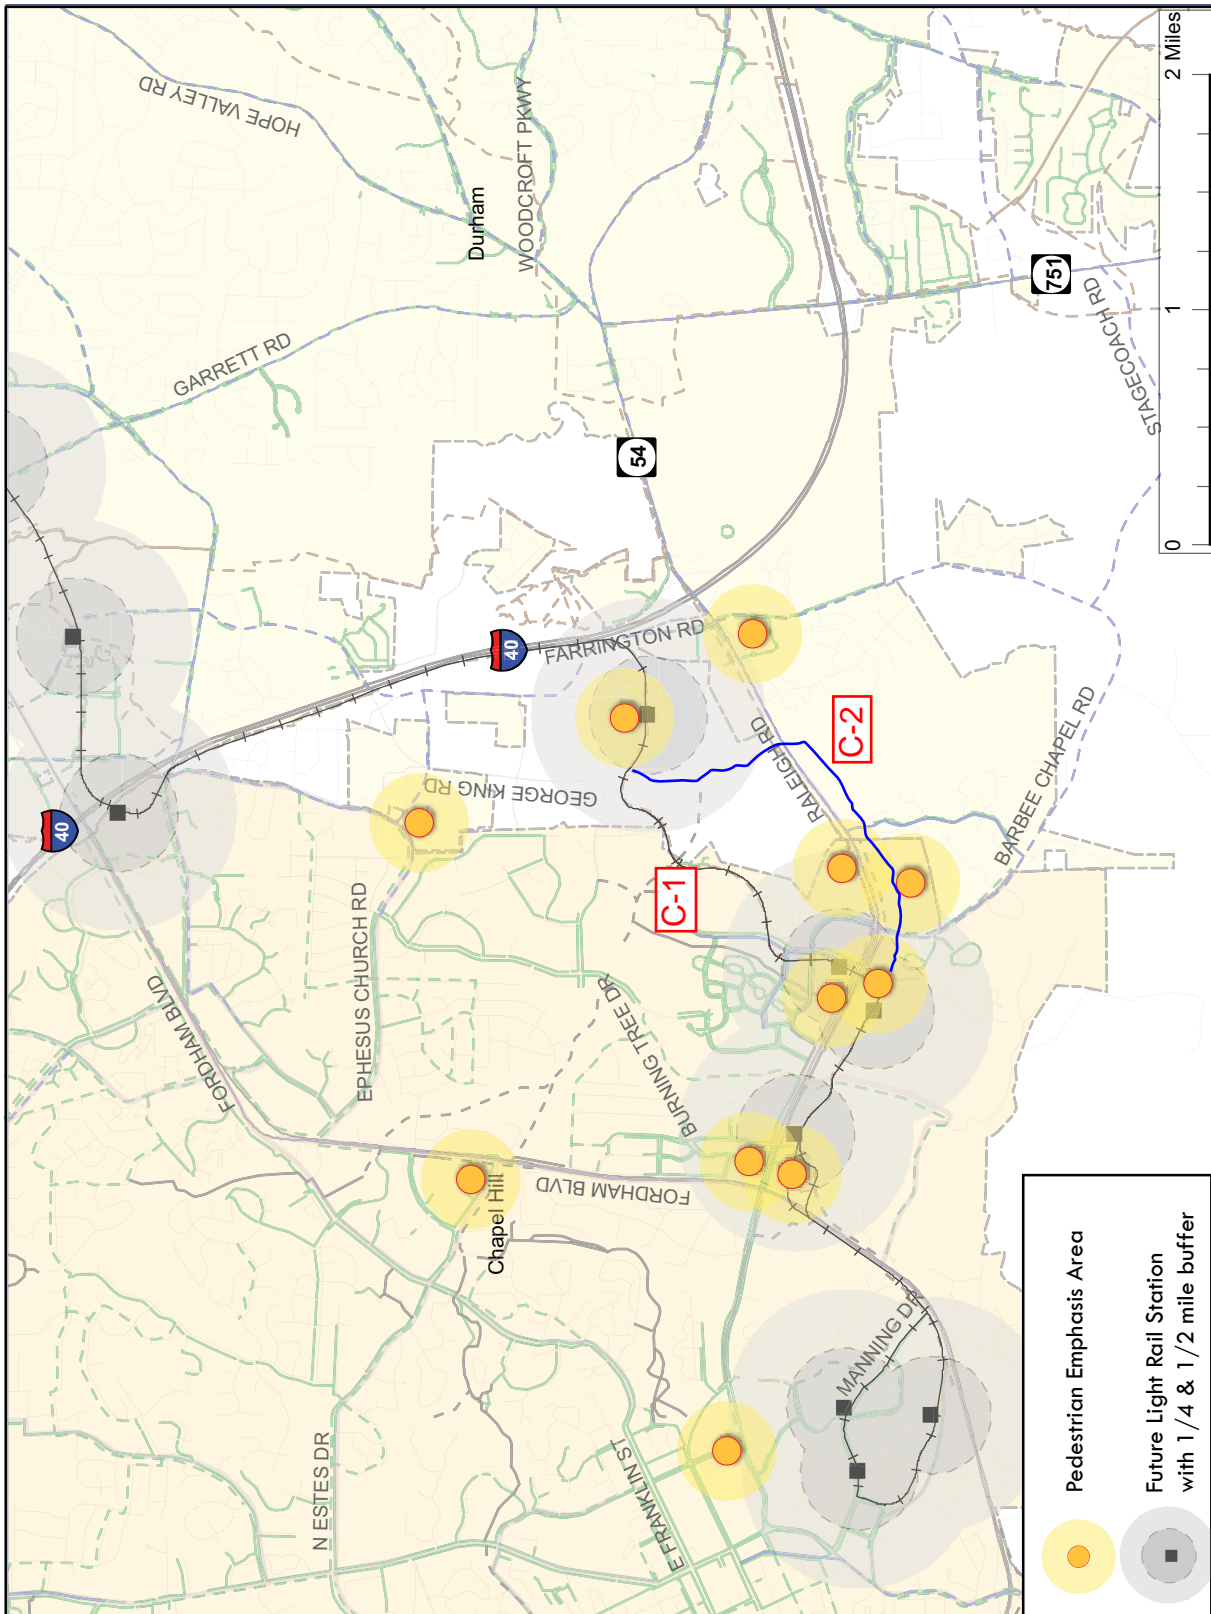 HOPE VALLEY RD
WOODCROFT PKWY
Durham
GARRETT RD
54
751
STAGECOACH RD
40
FARRINGTON RD
40
GEORGE KING RD
RALEIGH RD
C-2
BARBEE CHAPEL RD
C-1
EPHESUS CHURCH RD
FORDHAM BLVD
BURNING TREE DR
FORDHAM BLVD
Chapel Hill
MANNING DR
N ESTES DR
E FRANKLIN ST
0
1
2 Miles
Pedestrian Emphasis Area
Future Light Rail Station
with 1/4 & 1/2 mile buffer